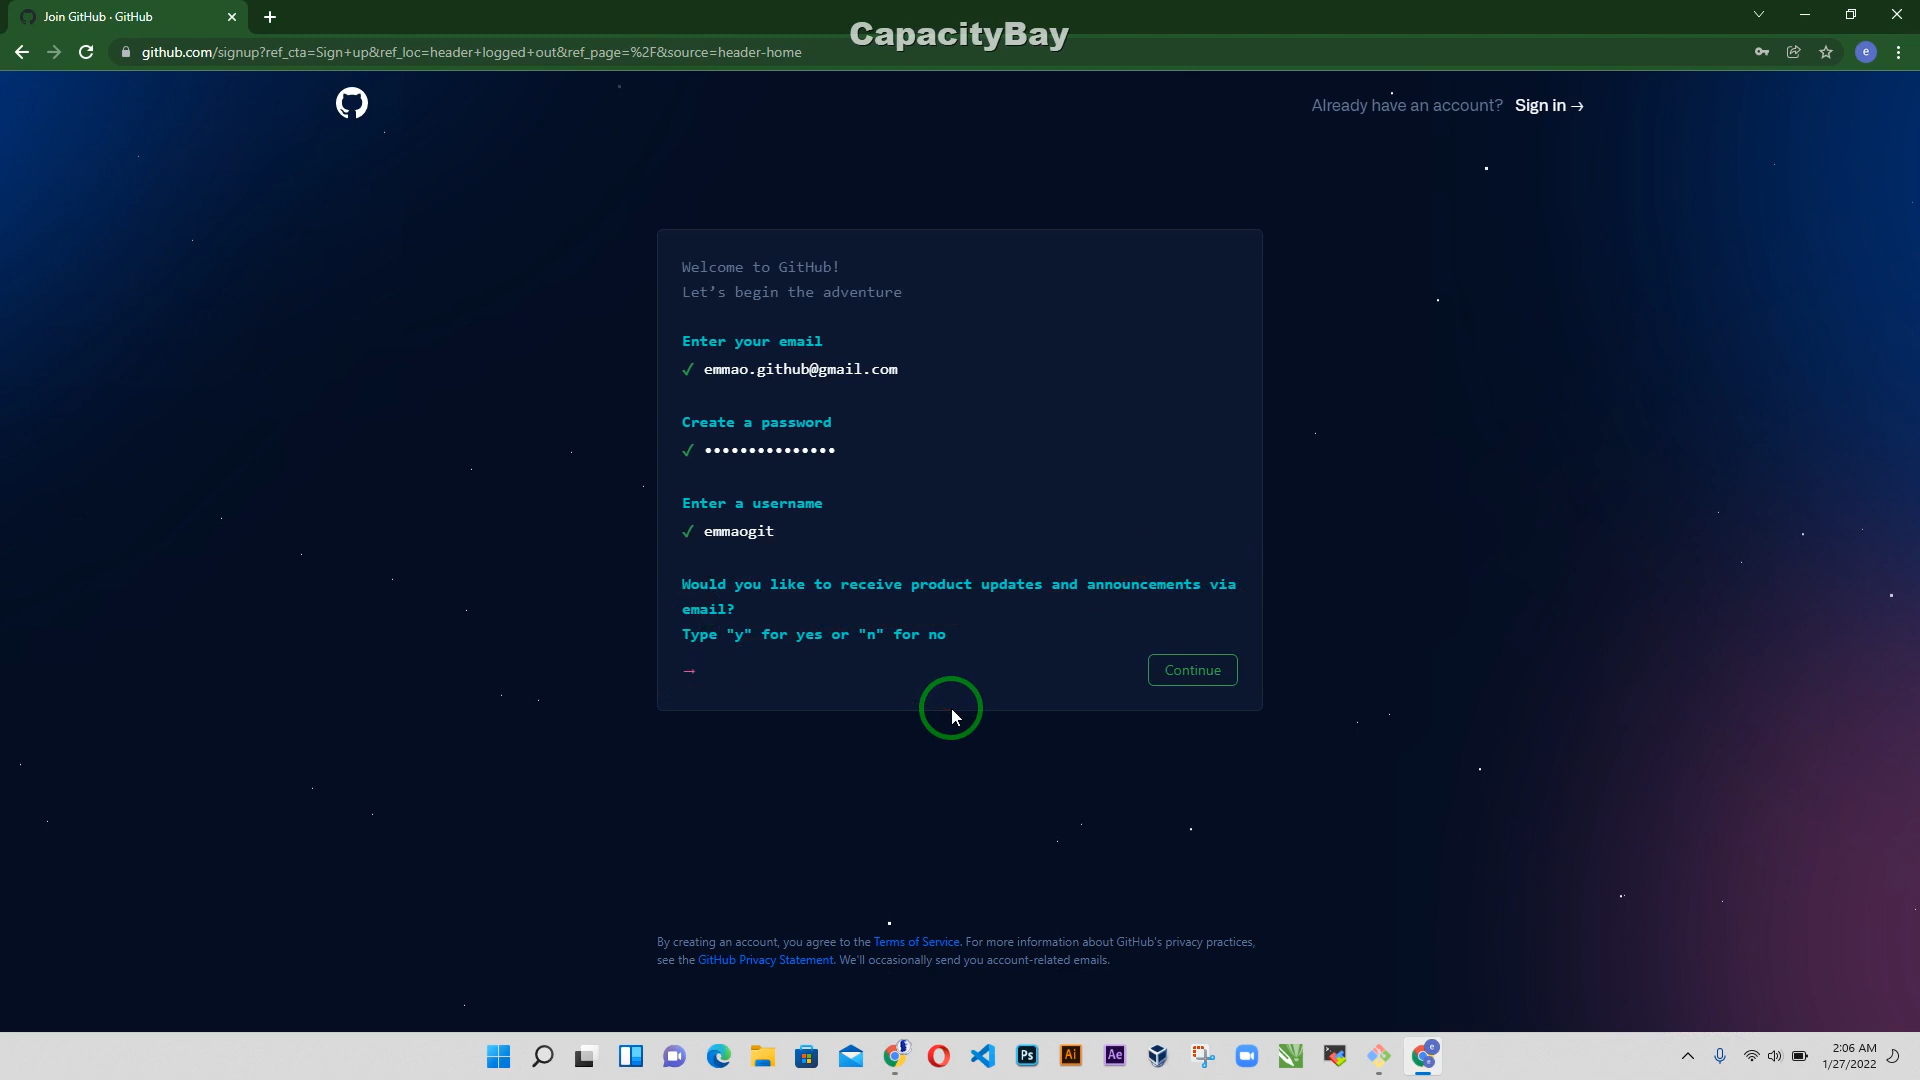 Join GitHub · GitHub
CapacityBay
github.com/signup?ref_cta=Sign+up&ref_loc=header+logged+out&ref_page=%2F&source=header-home
e
Already have an account? Sign in →
Welcome to GitHub!
Let’s begin the adventure
Enter your email
✓ emmao.github@gmail.com
Create a password
✓ •••••••••••••••
Enter a username
✓ emmaogit
Would you like to receive product updates and announcements via
email?
Type "y" for yes or "n" for no
→ Continue
By creating an account, you agree to the Terms of Service. For more information about GitHub's privacy practices,
see the GitHub Privacy Statement. We'll occasionally send you account-related emails.
Ps Ai Ae e
2:06 AM
1/27/2022